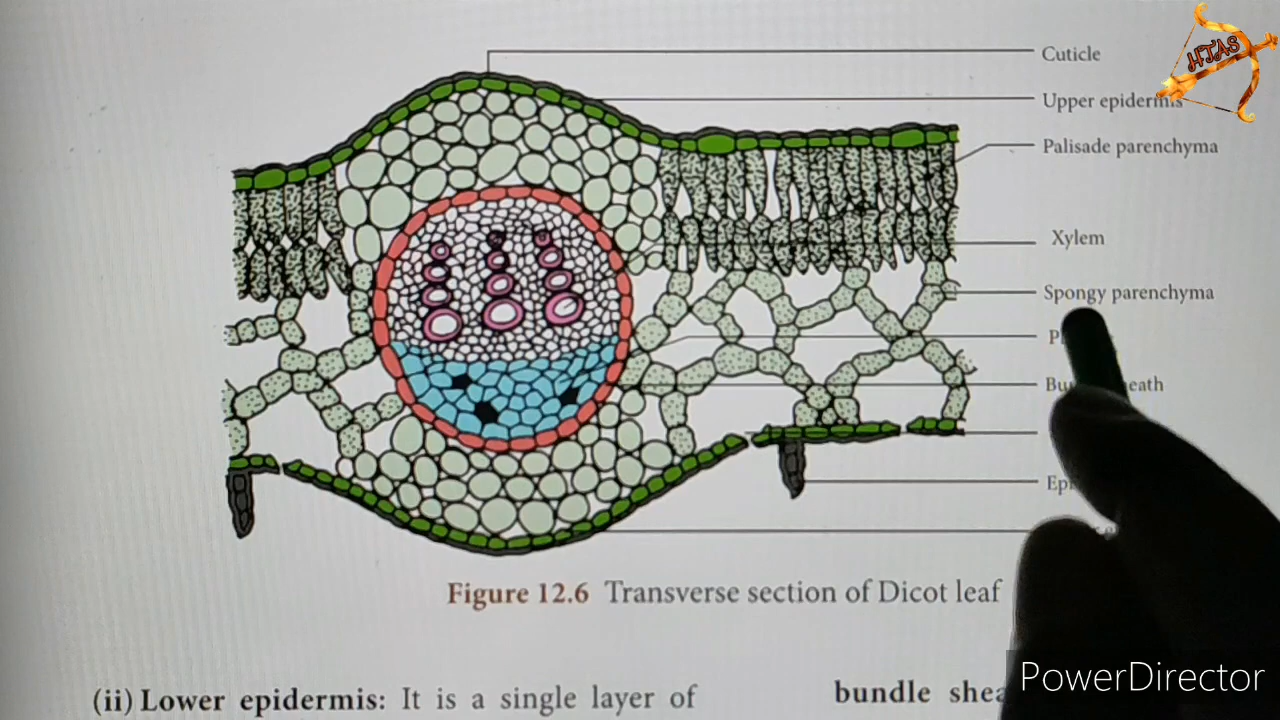 HTAS
Cuticle
Upper epidermis
Palisade parenchyma
Xylem
Spongy parenchyma
Figure 12.6 Transverse section of Dicot leaf
(ii) Lower epidermis: It is a single layer of
bundle
PowerDirector